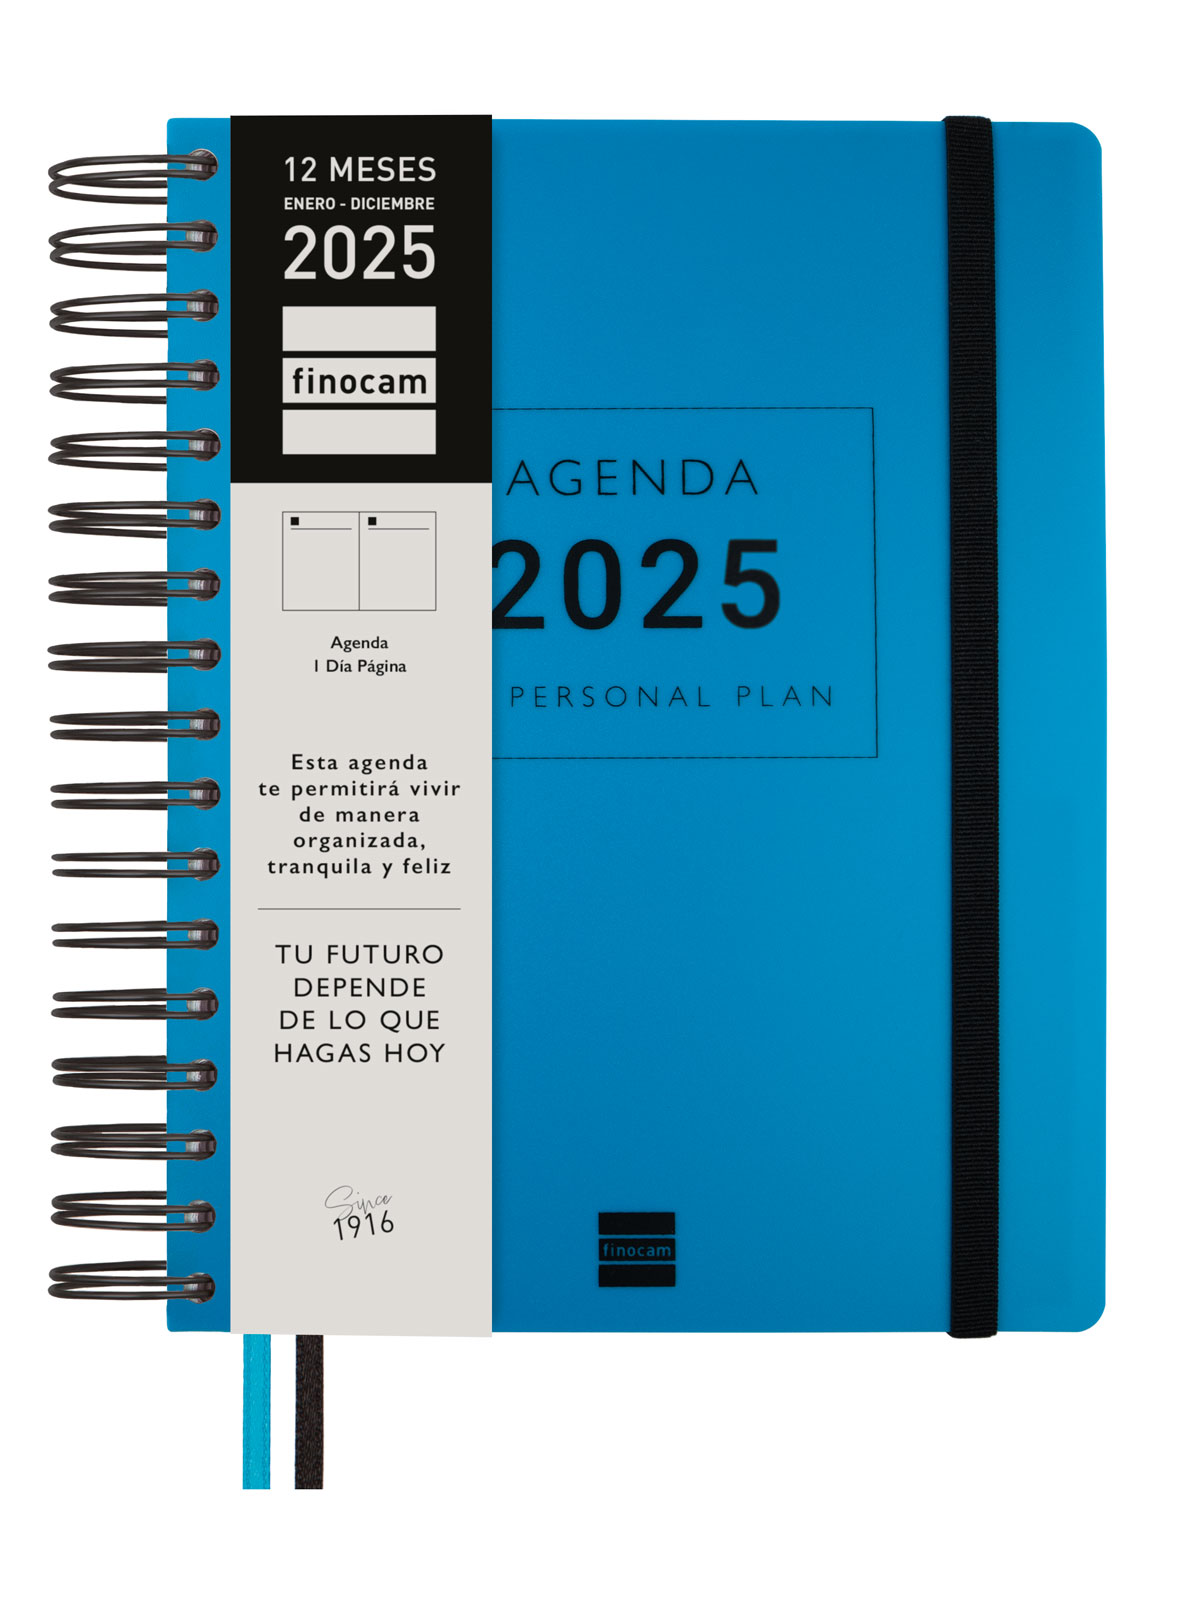 12 MESES
ENERO - DICIEMBRE
2025
finocam
Agenda
1 Día Página
Esta agenda
te permitirá vivir
de manera
organizada,
tranquila y feliz
TU FUTURO
DEPENDE
DE LO QUE
HAGAS HOY
Since
1916
AGENDA
2025
PERSONAL PLAN
finocam